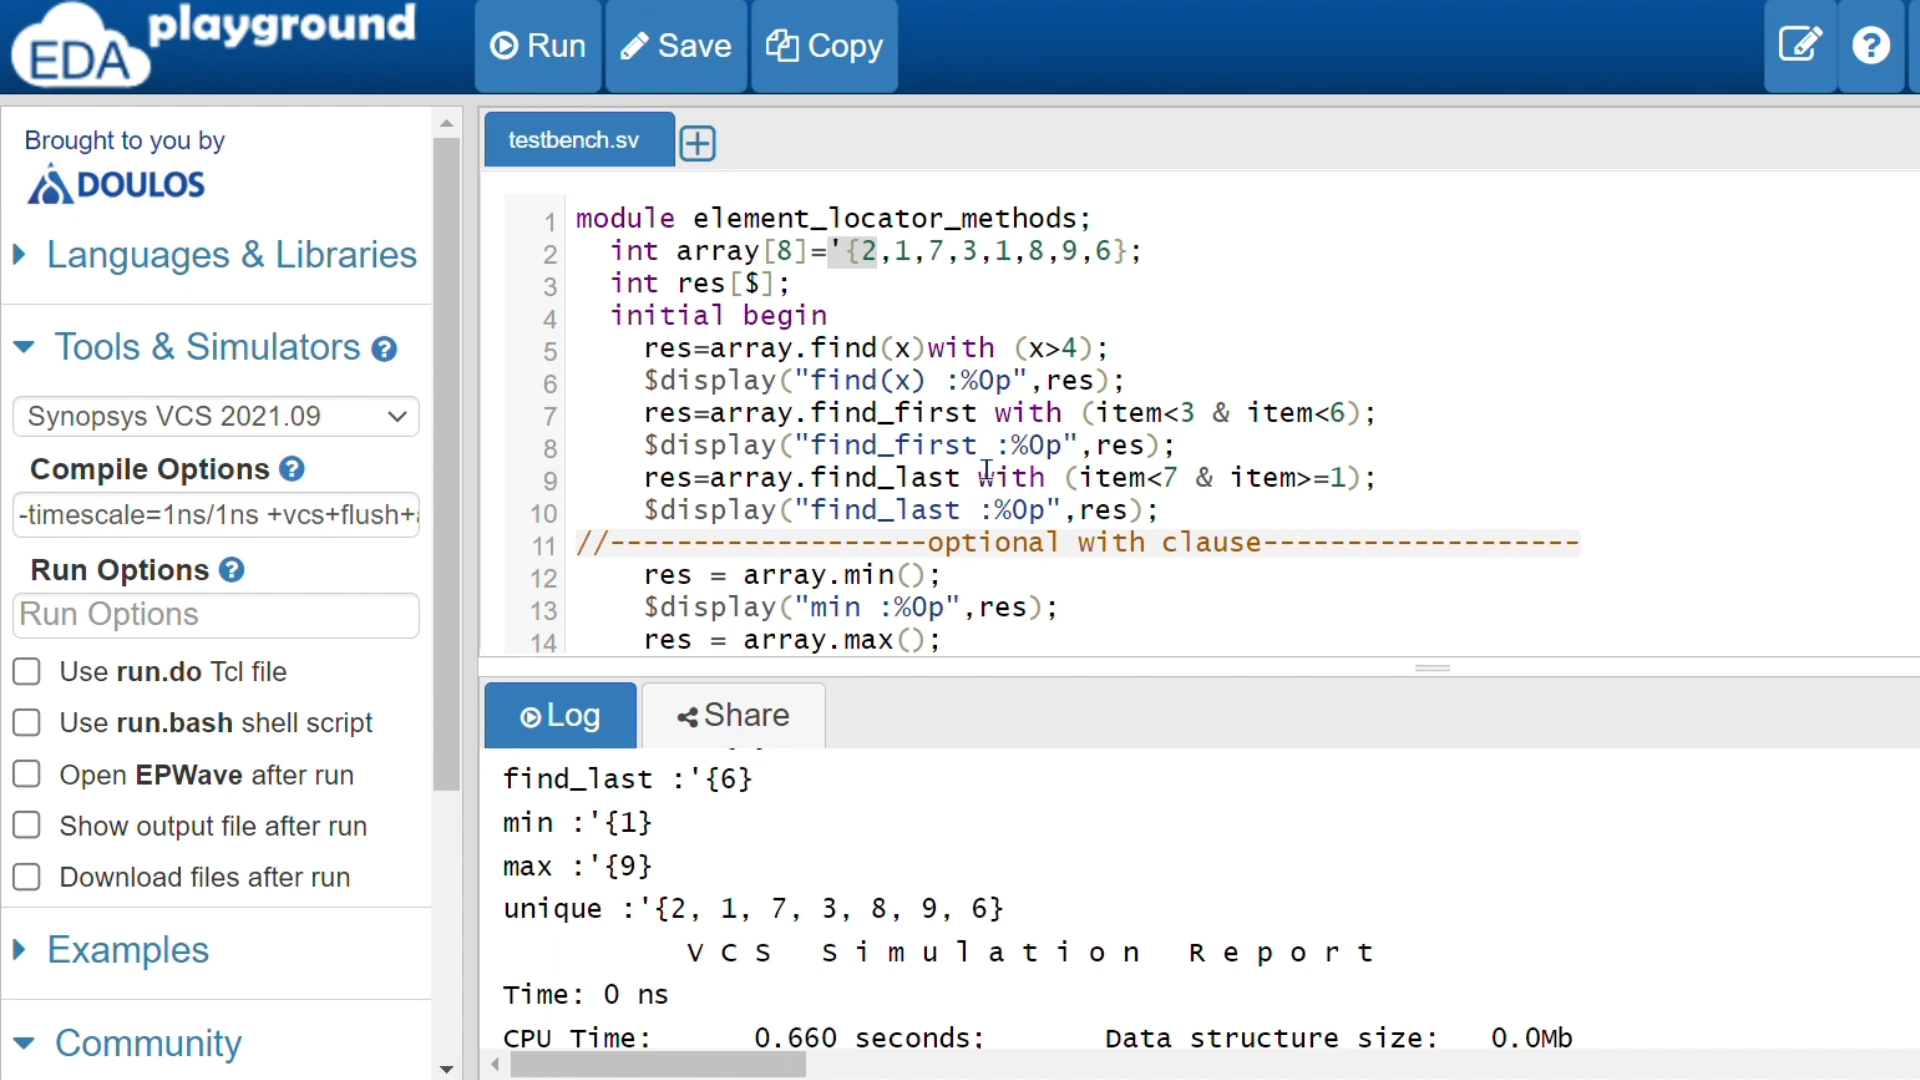 EDA playground
Run
Save
Copy
Brought to you by
DOULOS
Languages & Libraries
Tools & Simulators
Synopsys VCS 2021.09
Compile Options
-timescale=1ns/1ns +vcs+flush+
Run Options
Run Options
Use run.do Tcl file
Use run.bash shell script
Open EPWave after run
Show output file after run
Download files after run
Examples
Community
testbench.sv
1 module element_locator_methods;
2 int array[8]='{2,1,7,3,1,8,9,6};
3 int res[$];
4 initial begin
5 res=array.find(x)with (x>4);
6 $display("find(x) :%0p",res);
7 res=array.find_first with (item<3 & item<6);
8 $display("find_first :%0p",res);
9 res=array.find_last with (item<7 & item>=1);
10 $display("find_last :%0p",res);
11 //-------------------optional with clause-------------------
12 res = array.min();
13 $display("min :%0p",res);
14 res = array.max();
Log
Share
find_last :'{6}
min :'{1}
max :'{9}
unique :'{2, 1, 7, 3, 8, 9, 6}
V C S S i m u l a t i o n R e p o r t
Time: 0 ns
CPU Time: 0.660 seconds; Data structure size: 0.0Mb